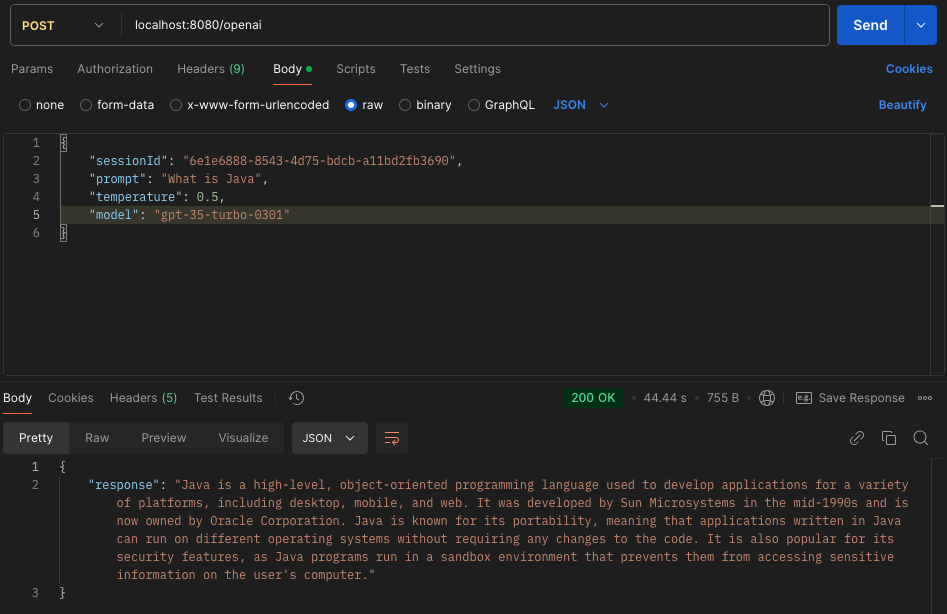 POST localhost:8080/openai Send
Params Authorization Headers (9) Body Scripts Tests Settings Cookies
none form-data x-www-form-urlencoded raw binary GraphQL JSON Beautify
1 {
2 "sessionId": "6e1e6888-8543-4d75-bdcb-a11bd2fb3690",
3 "prompt": "What is Java",
4 "temperature": 0.5,
5 "model": "gpt-35-turbo-0301"
6 }
Body Cookies Headers (5) Test Results 200 OK 44.44 s 755 B e.g. Save Response
Pretty Raw Preview Visualize JSON
1 {
2 "response": "Java is a high-level, object-oriented programming language used to develop applications for a variety
of platforms, including desktop, mobile, and web. It was developed by Sun Microsystems in the mid-1990s and is
now owned by Oracle Corporation. Java is known for its portability, meaning that applications written in Java
can run on different operating systems without requiring any changes to the code. It is also popular for its
security features, as Java programs run in a sandbox environment that prevents them from accessing sensitive
information on the user's computer."
3 }